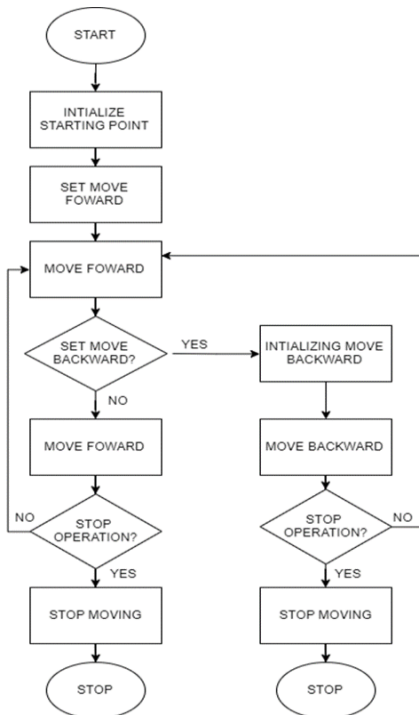 START
INTIALIZE
STARTING POINT
SET MOVE
FOWARD
MOVE FOWARD
SET MOVE
BACKWARD?
YES
INTIALIZING MOVE
BACKWARD
NO
MOVE FOWARD
MOVE BACKWARD
NO
STOP
OPERATION?
STOP
OPERATION?
NO
YES
YES
STOP MOVING
STOP MOVING
STOP
STOP